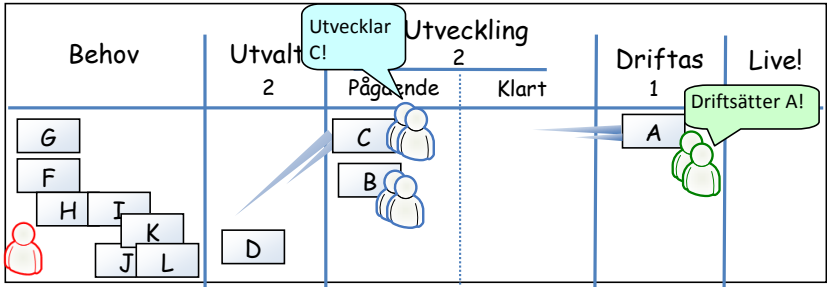 Behov
Utvalt
2
Utveckling
2
Pågående
Klart
Driftas
1
Live!
Utvecklar
C!
Driftsätter A!
G
F
H
I
K
J
L
D
C
B
A